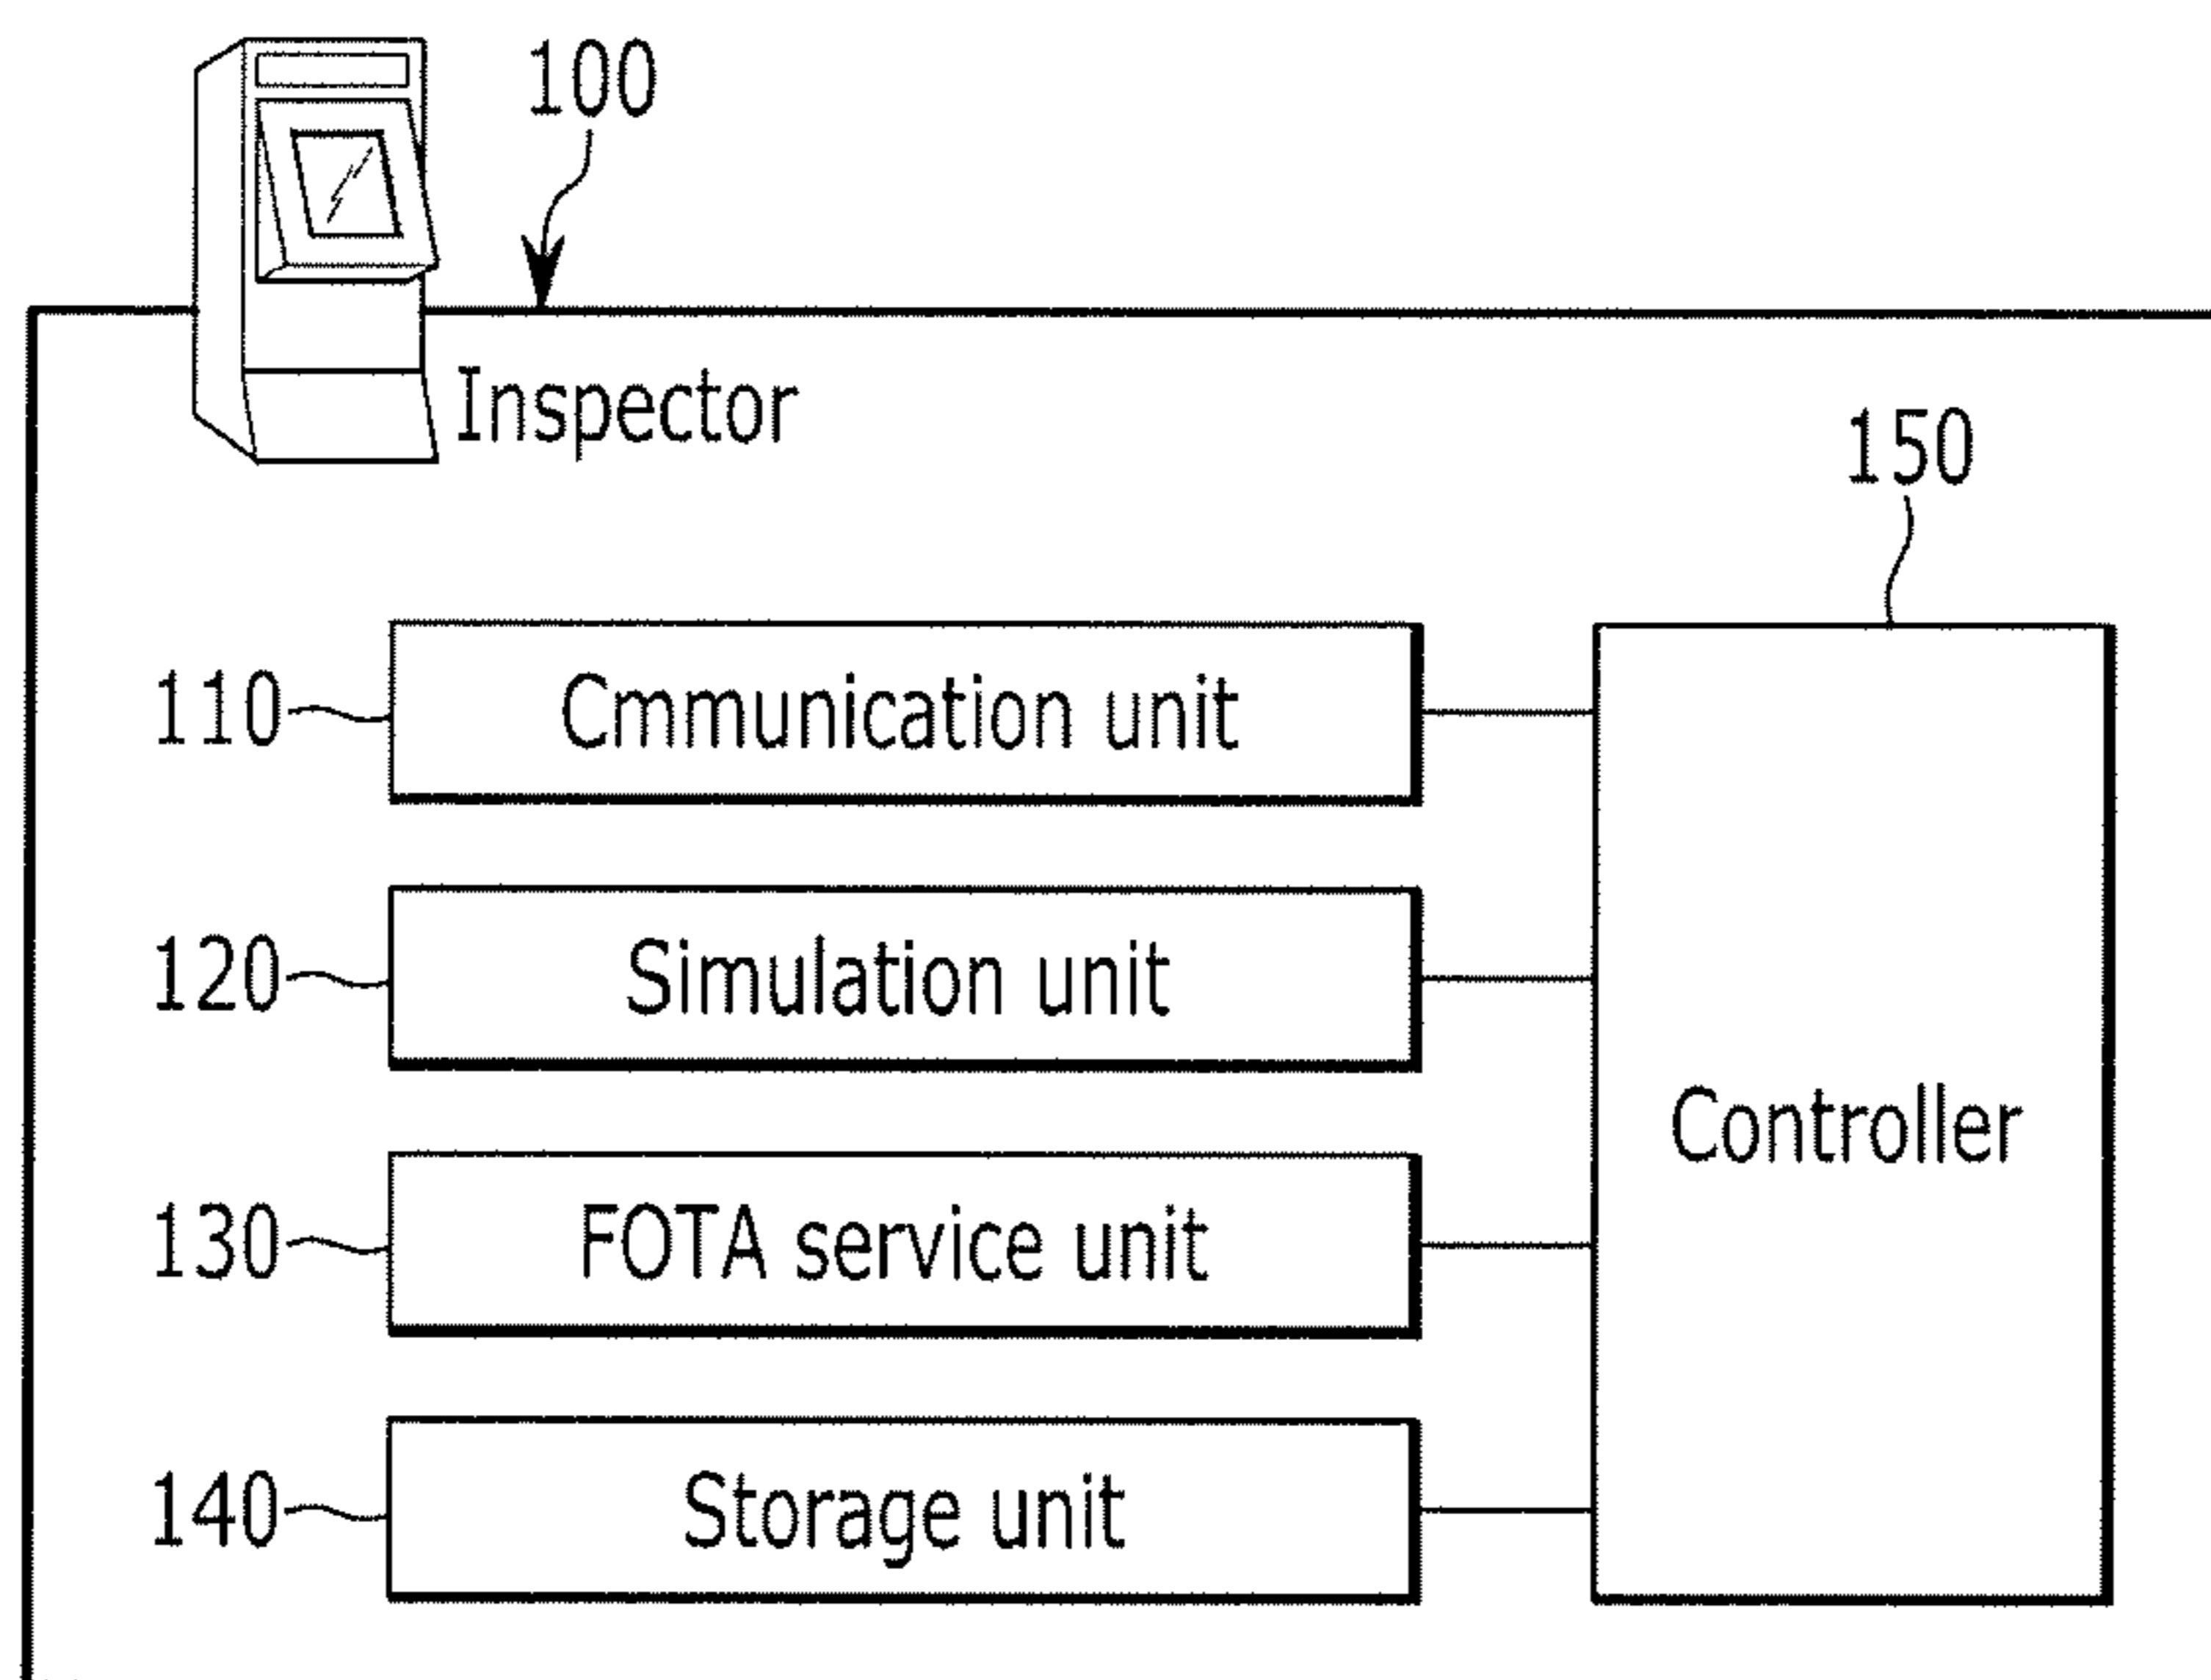 100
Inspector
150
110 Cmmunication unit
120 Simulation unit
Controller
130 FOTA service unit
140 Storage unit